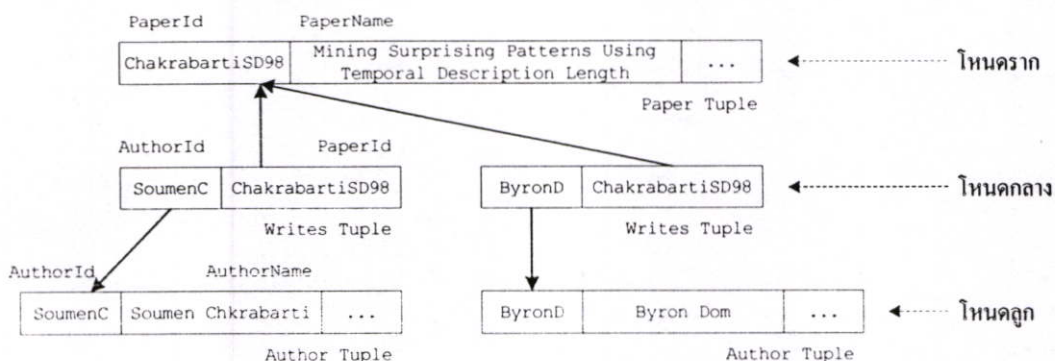 PaperId PaperName
ChakrabartiSD98 Mining Surprising Patterns Using
Temporal Description Length ...
โหนดราก
Paper Tuple
AuthorId PaperId
SoumenC ChakrabartiSD98 ByronD ChakrabartiSD98 โหนดกลาง
Writes Tuple Writes Tuple
AuthorId AuthorName
SoumenC Soumen Chkrabarti ... ByronD Byron Dom ... โหนดลูก
Author Tuple Author Tuple